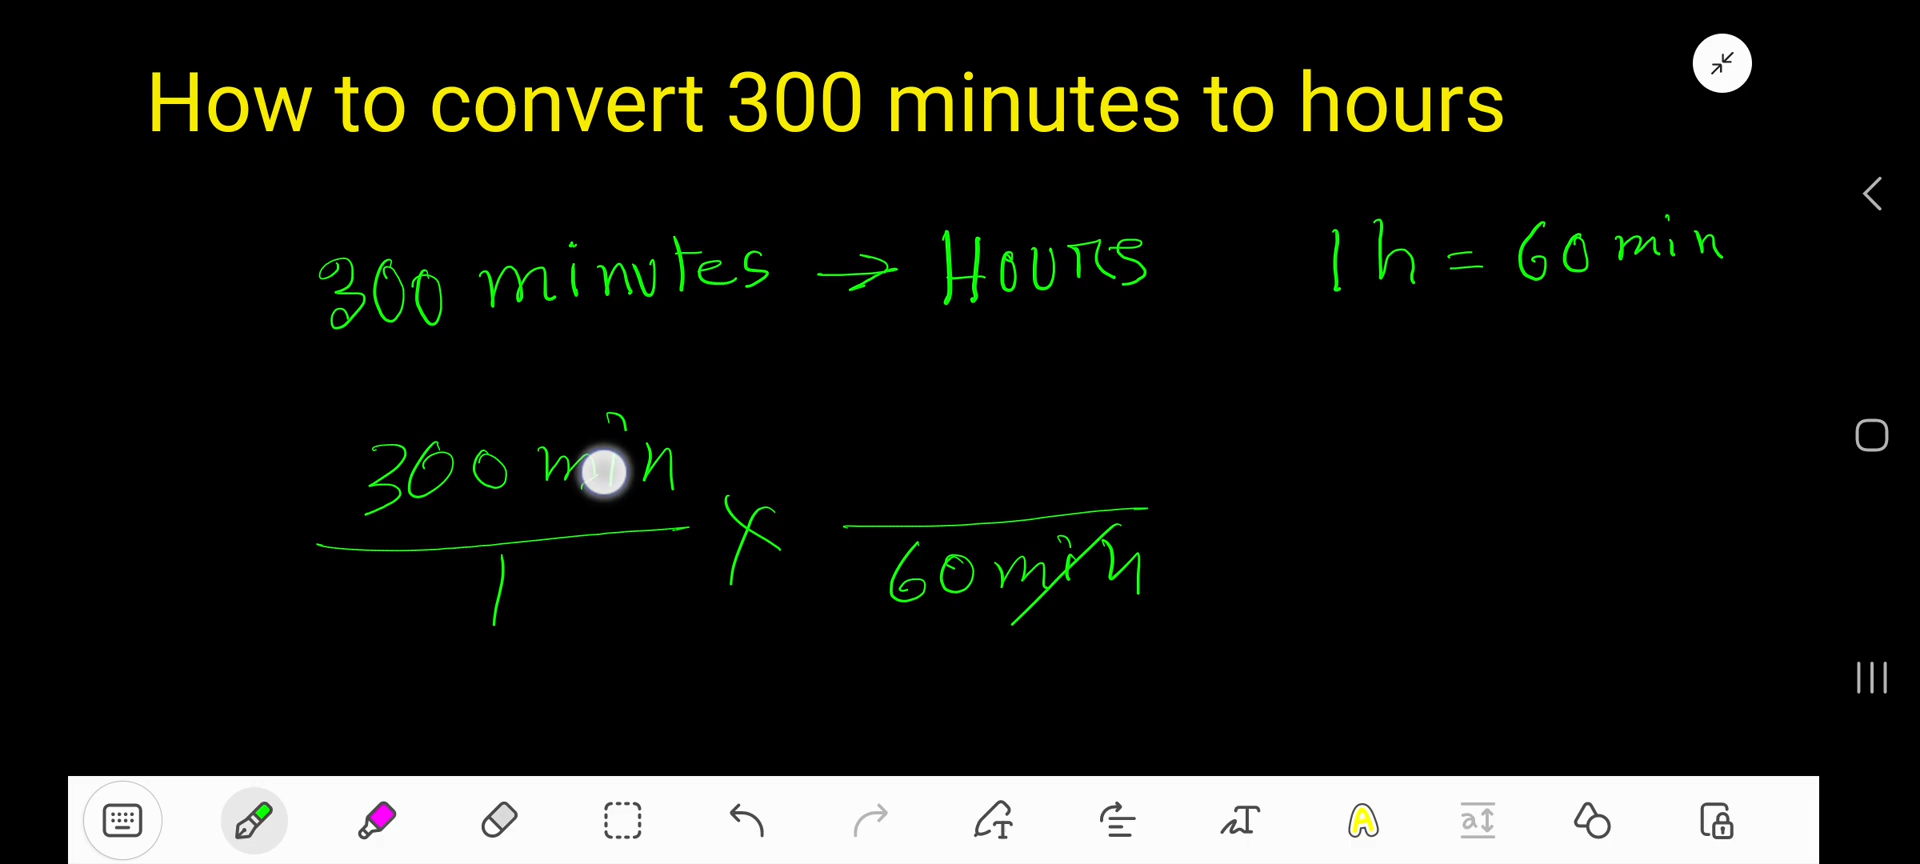 How to convert 300 minutes to hours
300 minutes → Hours 1 h = 60 min
300 min
1
×
60 min